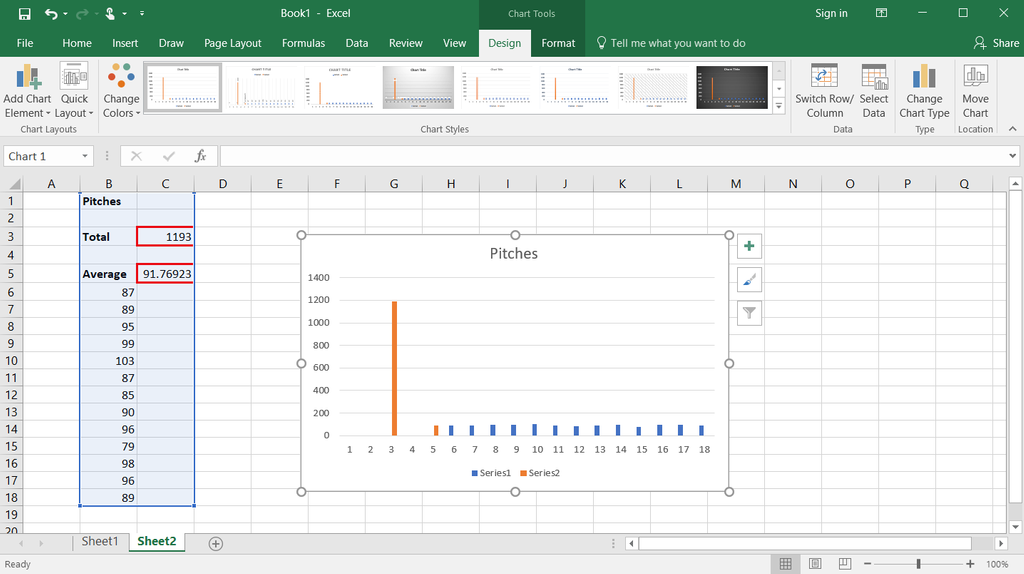 Book1 - Excel
Chart Tools
Sign in
File Home Insert Draw Page Layout Formulas Data Review View Design Format Tell me what you want to do Share
Add Chart Element
Quick Layout
Change Colors
Switch Row/ Column
Select Data
Change Chart Type
Move Chart
Chart Layouts Chart Styles Data Type Location
Chart 1
fx
A B C D E F G H I J K L M N O P Q
1 Pitches
2
3 Total 1193
4
5 Average 91.76923
6 87
7 89
8 95
9 99
10 103
11 87
12 85
13 90
14 96
15 79
16 98
17 96
18 89
19
20
Pitches
1400
1200
1000
800
600
400
200
0
1 2 3 4 5 6 7 8 9 10 11 12 13 14 15 16 17 18
Series1 Series2
Sheet1 Sheet2
Ready
100%